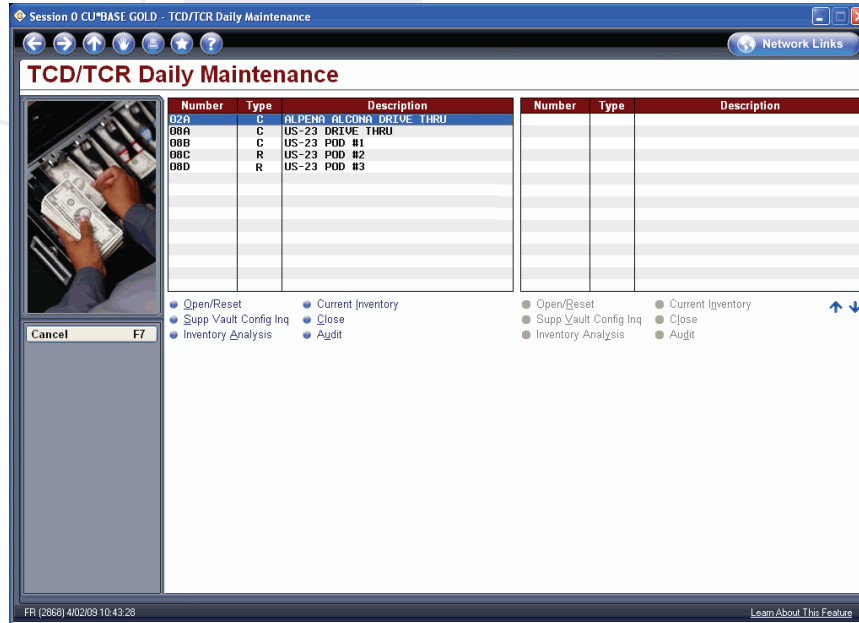 Session 0 CU*BASE GOLD - TCD/TCR Daily Maintenance
Network Links
TCD/TCR Daily Maintenance
Number Type Description Number Type Description
02A C ALPENA ALCONA DRIVE THRU
08A C US-23 DRIVE THRU
08B C US-23 POD #1
08C R US-23 POD #2
08D R US-23 POD #3
Open/Reset Current Inventory Open/Reset Current Inventory
Supp Vault Config Inq Close Supp Vault Config Inq Close
Cancel F7 Inventory Analysis Audit Inventory Analysis Audit
FR (2868) 4/02/09 10:43:28 Learn About This Feature